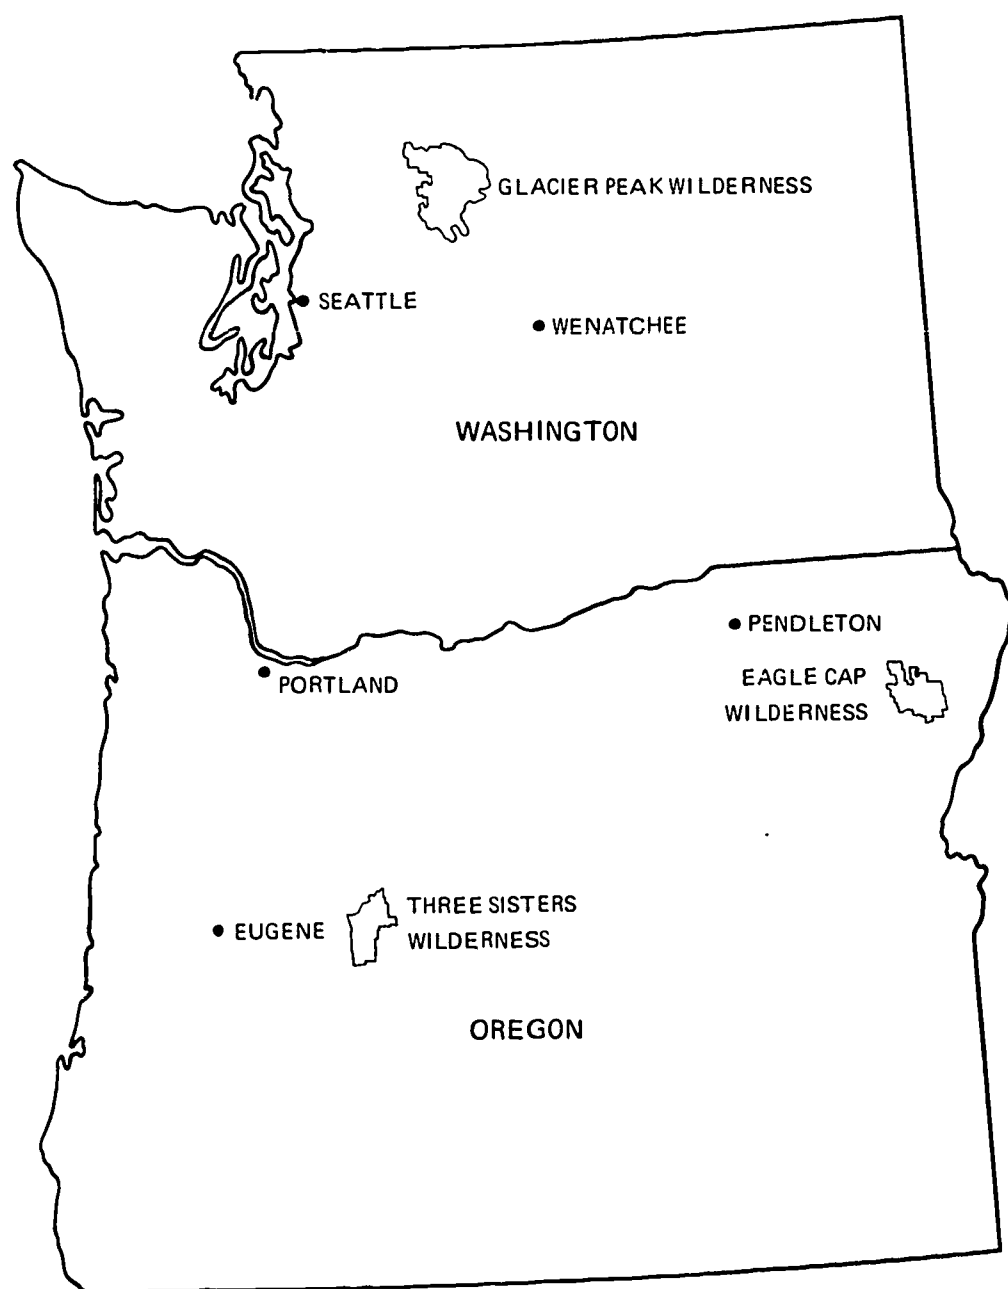 GLACIER PEAK WILDERNESS
SEATTLE
WENATCHEE
WASHINGTON
PENDLETON
PORTLAND
EAGLE CAP
WILDERNESS
THREE SISTERS
WILDERNESS
EUGENE
OREGON